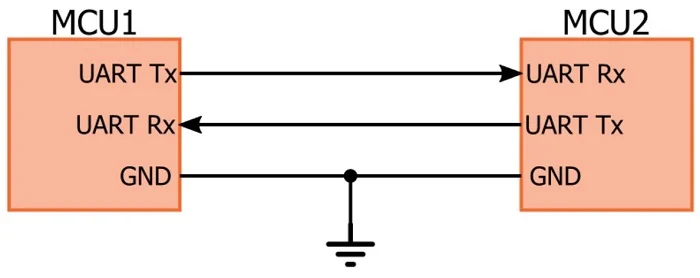 MCU1
MCU2
UART Tx
UART Rx
UART Rx
UART Tx
GND
GND